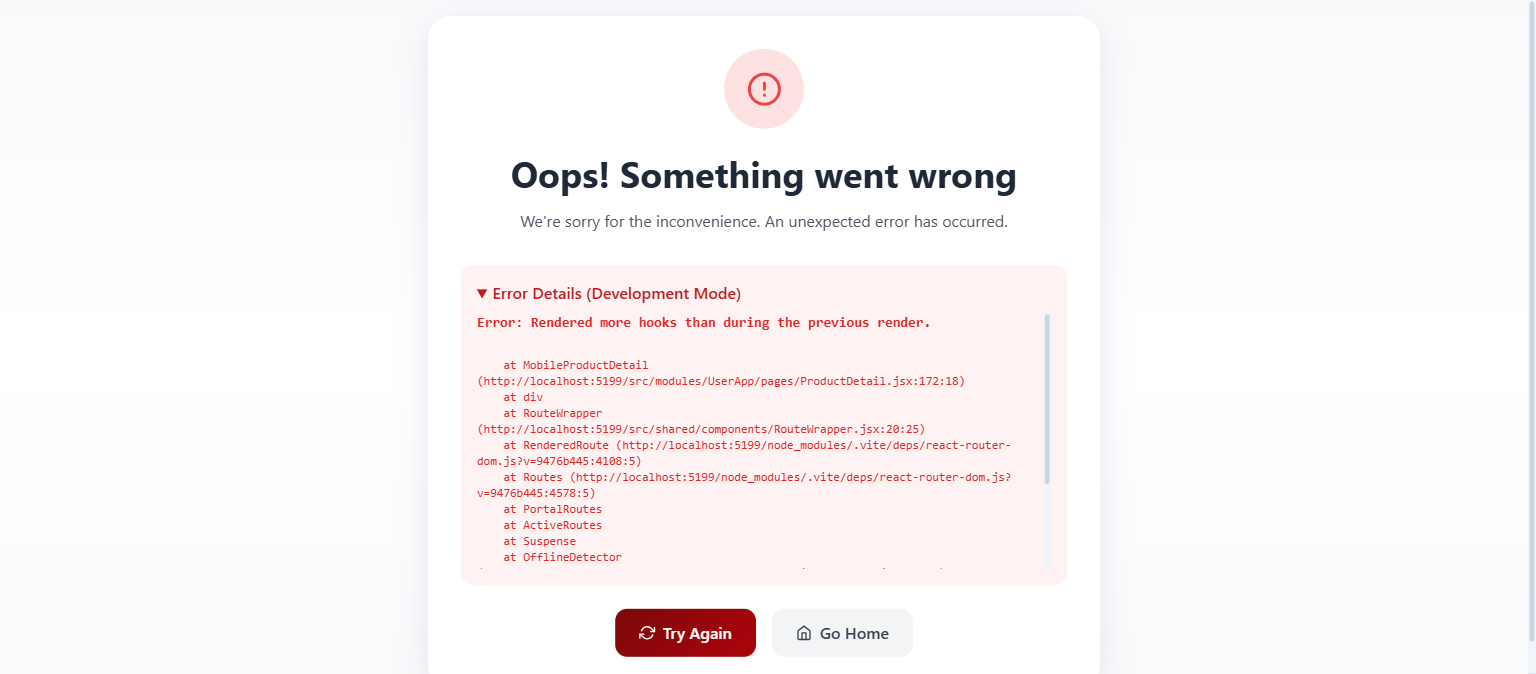 Oops! Something went wrong
We're sorry for the inconvenience. An unexpected error has occurred.
▼ Error Details (Development Mode)
Error: Rendered more hooks than during the previous render.
at MobileProductDetail
(http://localhost:5199/src/modules/UserApp/pages/ProductDetail.jsx:172:18)
at div
at RouteWrapper
(http://localhost:5199/src/shared/components/RouteWrapper.jsx:20:25)
at RenderedRoute (http://localhost:5199/node_modules/.vite/deps/react-router-
dom.js?v=9476b445:4108:5)
at Routes (http://localhost:5199/node_modules/.vite/deps/react-router-dom.js?
v=9476b445:4578:5)
at PortalRoutes
at ActiveRoutes
at Suspense
at OfflineDetector
Try Again
Go Home